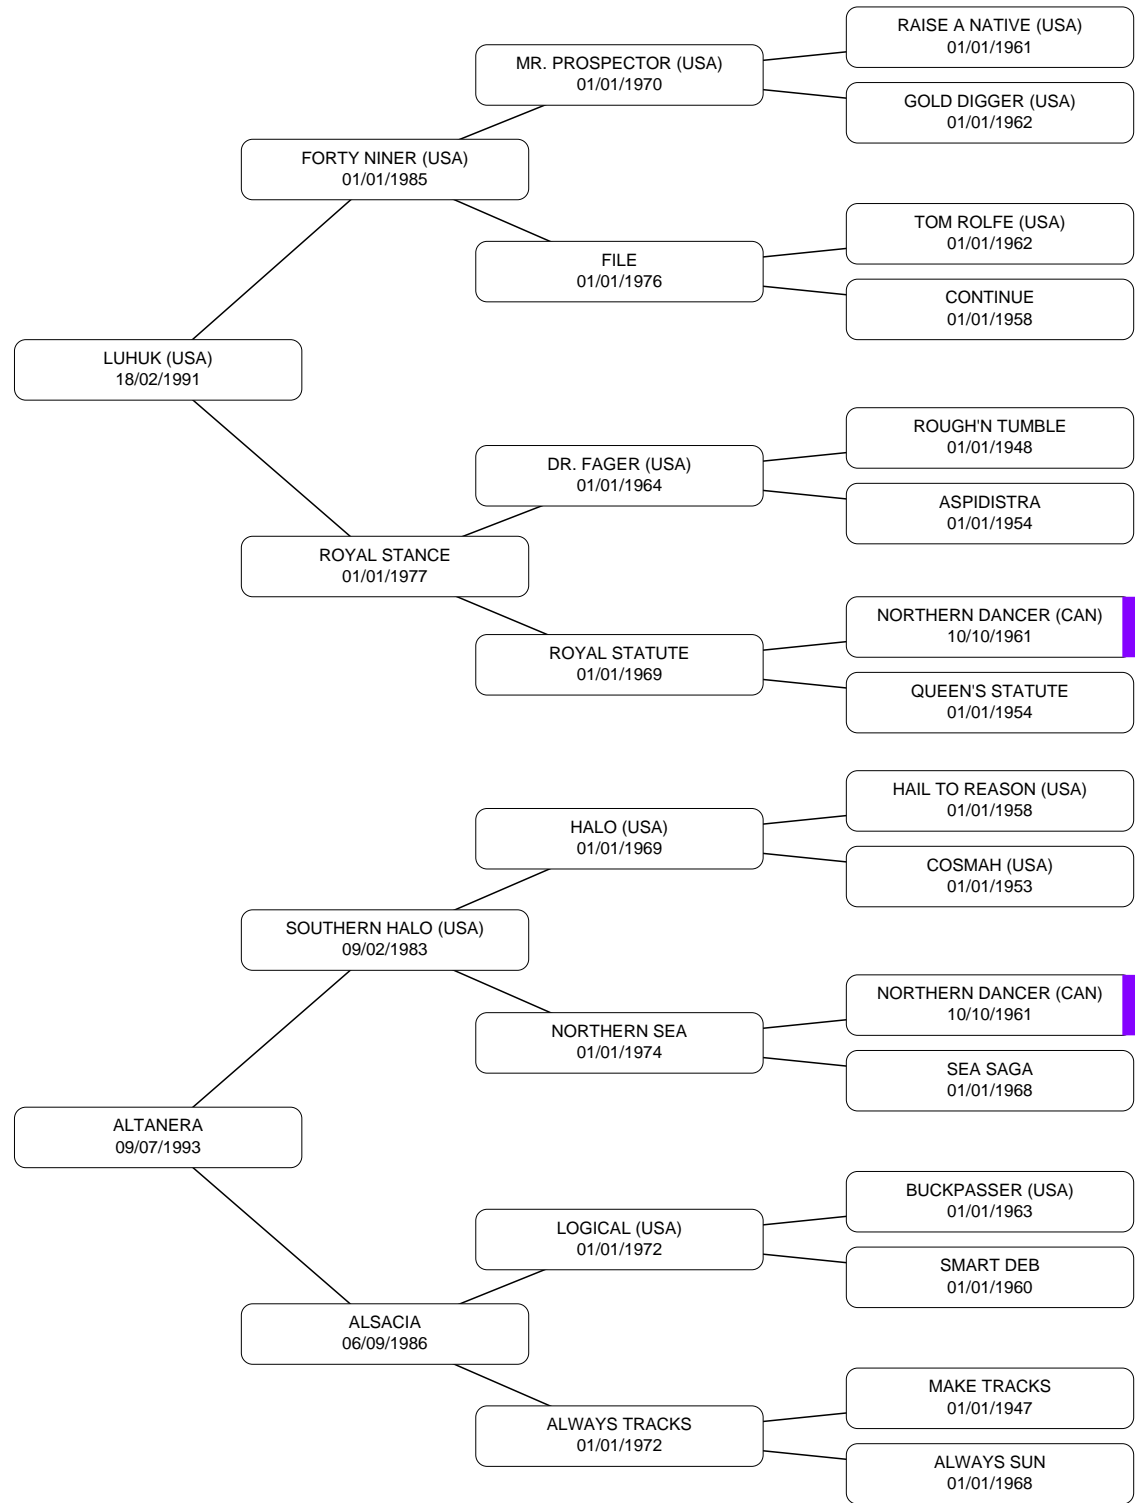 RAISE A NATIVE (USA)
01/01/1961
MR. PROSPECTOR (USA)
01/01/1970
GOLD DIGGER (USA)
01/01/1962
FORTY NINER (USA)
01/01/1985
TOM ROLFE (USA)
01/01/1962
FILE
01/01/1976
CONTINUE
01/01/1958
LUHUK (USA)
18/02/1991
ROUGH'N TUMBLE
01/01/1948
DR. FAGER (USA)
01/01/1964
ASPIDISTRA
01/01/1954
ROYAL STANCE
01/01/1977
NORTHERN DANCER (CAN)
10/10/1961
ROYAL STATUTE
01/01/1969
QUEEN'S STATUTE
01/01/1954
HAIL TO REASON (USA)
01/01/1958
HALO (USA)
01/01/1969
COSMAH (USA)
01/01/1953
SOUTHERN HALO (USA)
09/02/1983
NORTHERN DANCER (CAN)
10/10/1961
NORTHERN SEA
01/01/1974
SEA SAGA
01/01/1968
ALTANERA
09/07/1993
BUCKPASSER (USA)
01/01/1963
LOGICAL (USA)
01/01/1972
SMART DEB
01/01/1960
ALSACIA
06/09/1986
MAKE TRACKS
01/01/1947
ALWAYS TRACKS
01/01/1972
ALWAYS SUN
01/01/1968